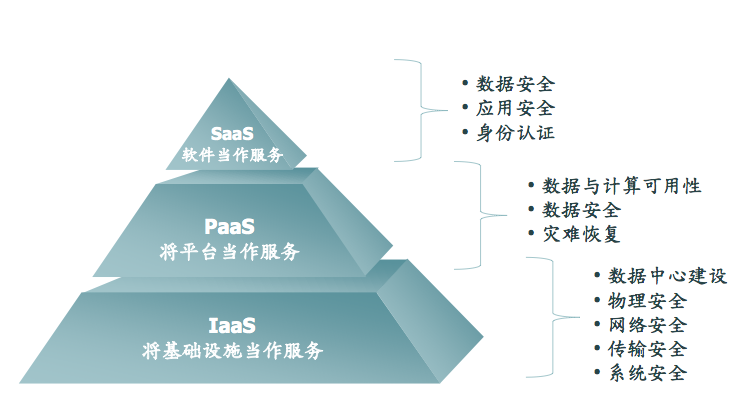 SaaS
软件当作服务
• 数据安全
• 应用安全
• 身份认证
PaaS
将平台当作服务
• 数据与计算可用性
• 数据安全
• 灾难恢复
IaaS
将基础设施当作服务
• 数据中心建设
• 物理安全
• 网络安全
• 传输安全
• 系统安全